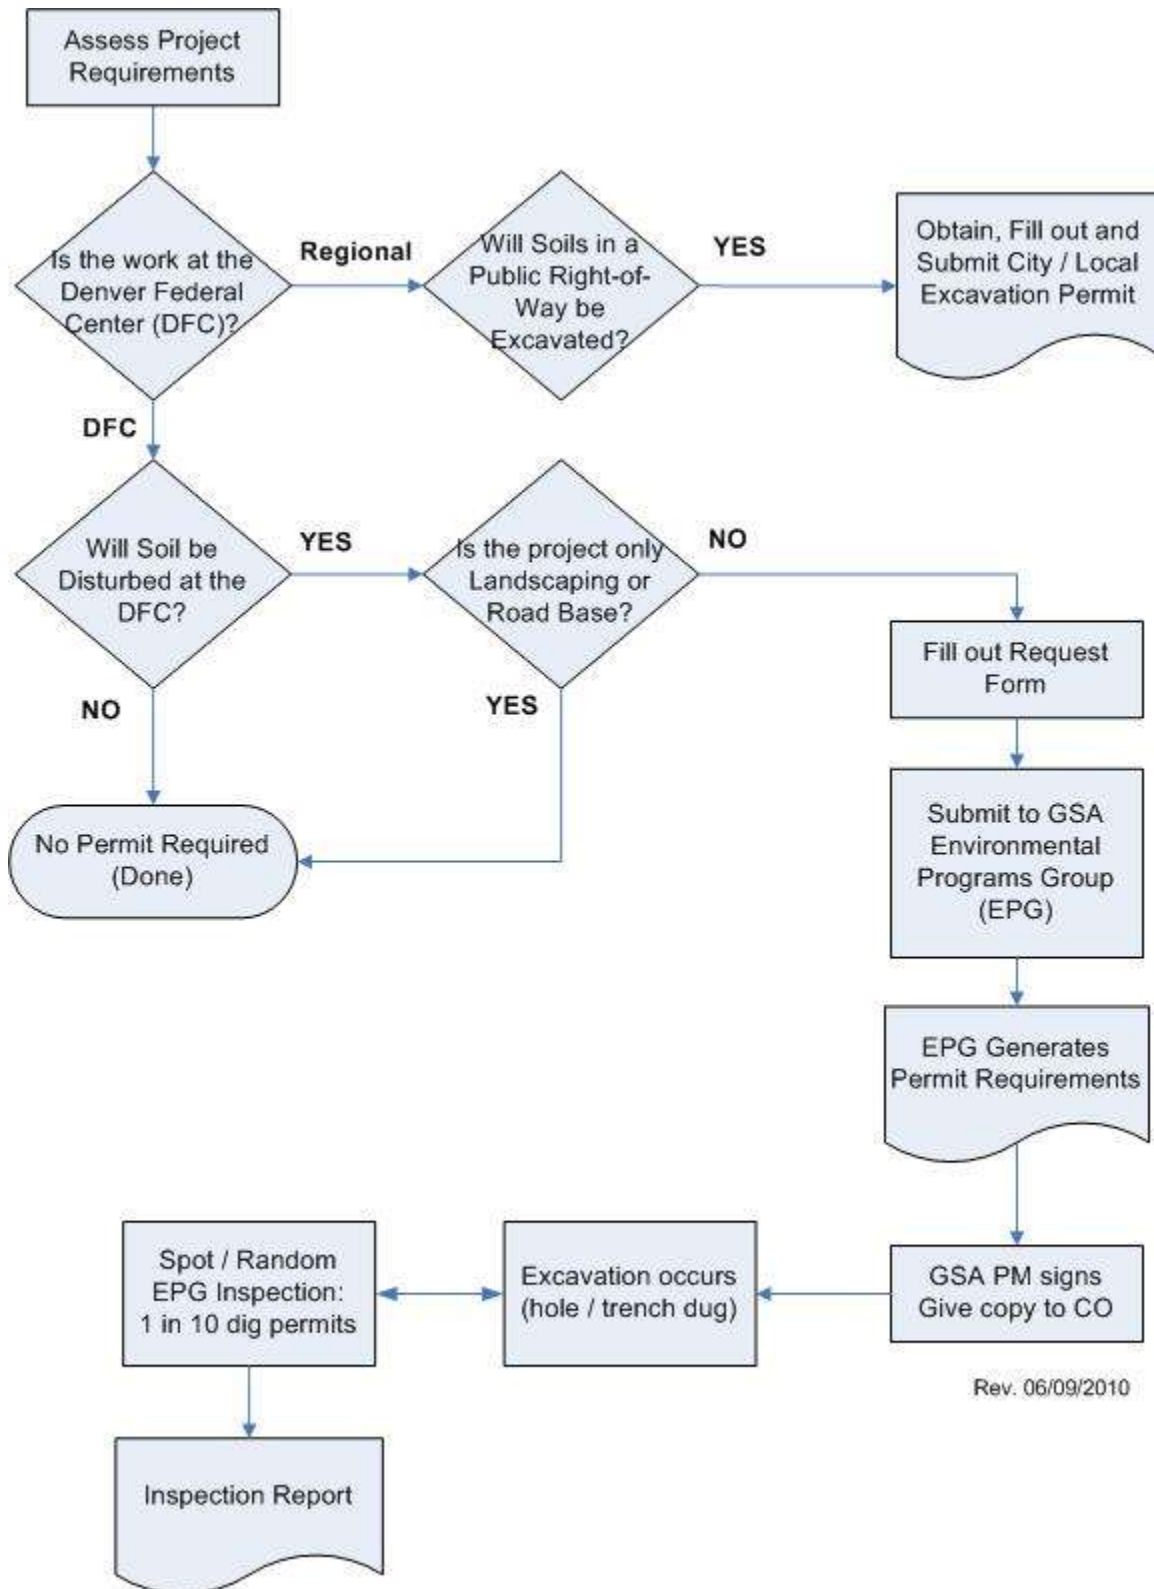 Assess Project
Requirements
Is the work at the
Denver Federal
Center (DFC)?
Regional
Will Soils in a
Public Right-of-
Way be
Excavated?
YES
Obtain, Fill out and
Submit City / Local
Excavation Permit
DFC
Will Soil be
Disturbed at the
DFC?
YES
Is the project only
Landscaping or
Road Base?
NO
Fill out Request
Form
NO
YES
No Permit Required
(Done)
Submit to GSA
Environmental
Programs Group
(EPG)
EPG Generates
Permit Requirements
GSA PM signs
Give copy to CO
Excavation occurs
(hole / trench dug)
Spot / Random
EPG Inspection:
1 in 10 dig permits
Rev. 06/09/2010
Inspection Report